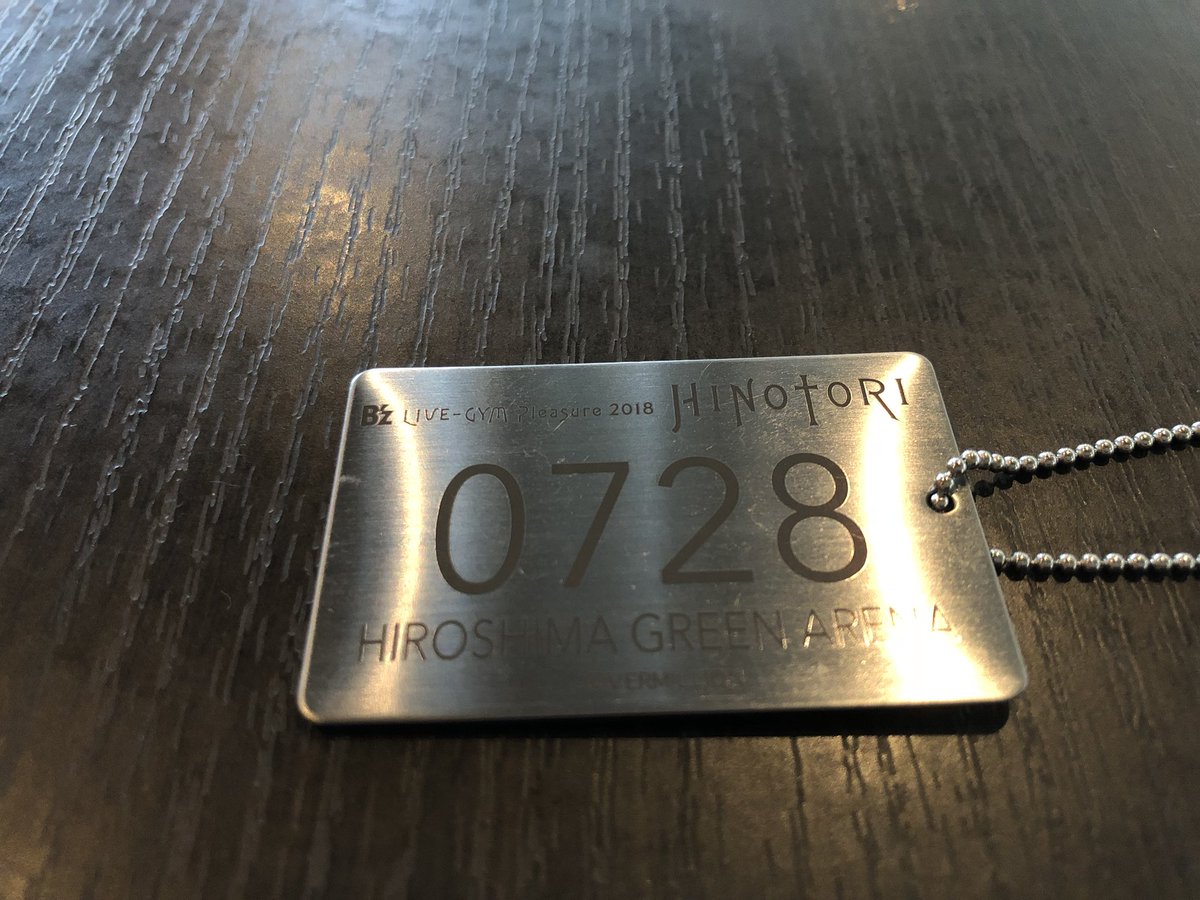 B'z LIVE-GYM Pleasure 2018 HINOTORI
0728
HIROSHIMA GREEN ARENA